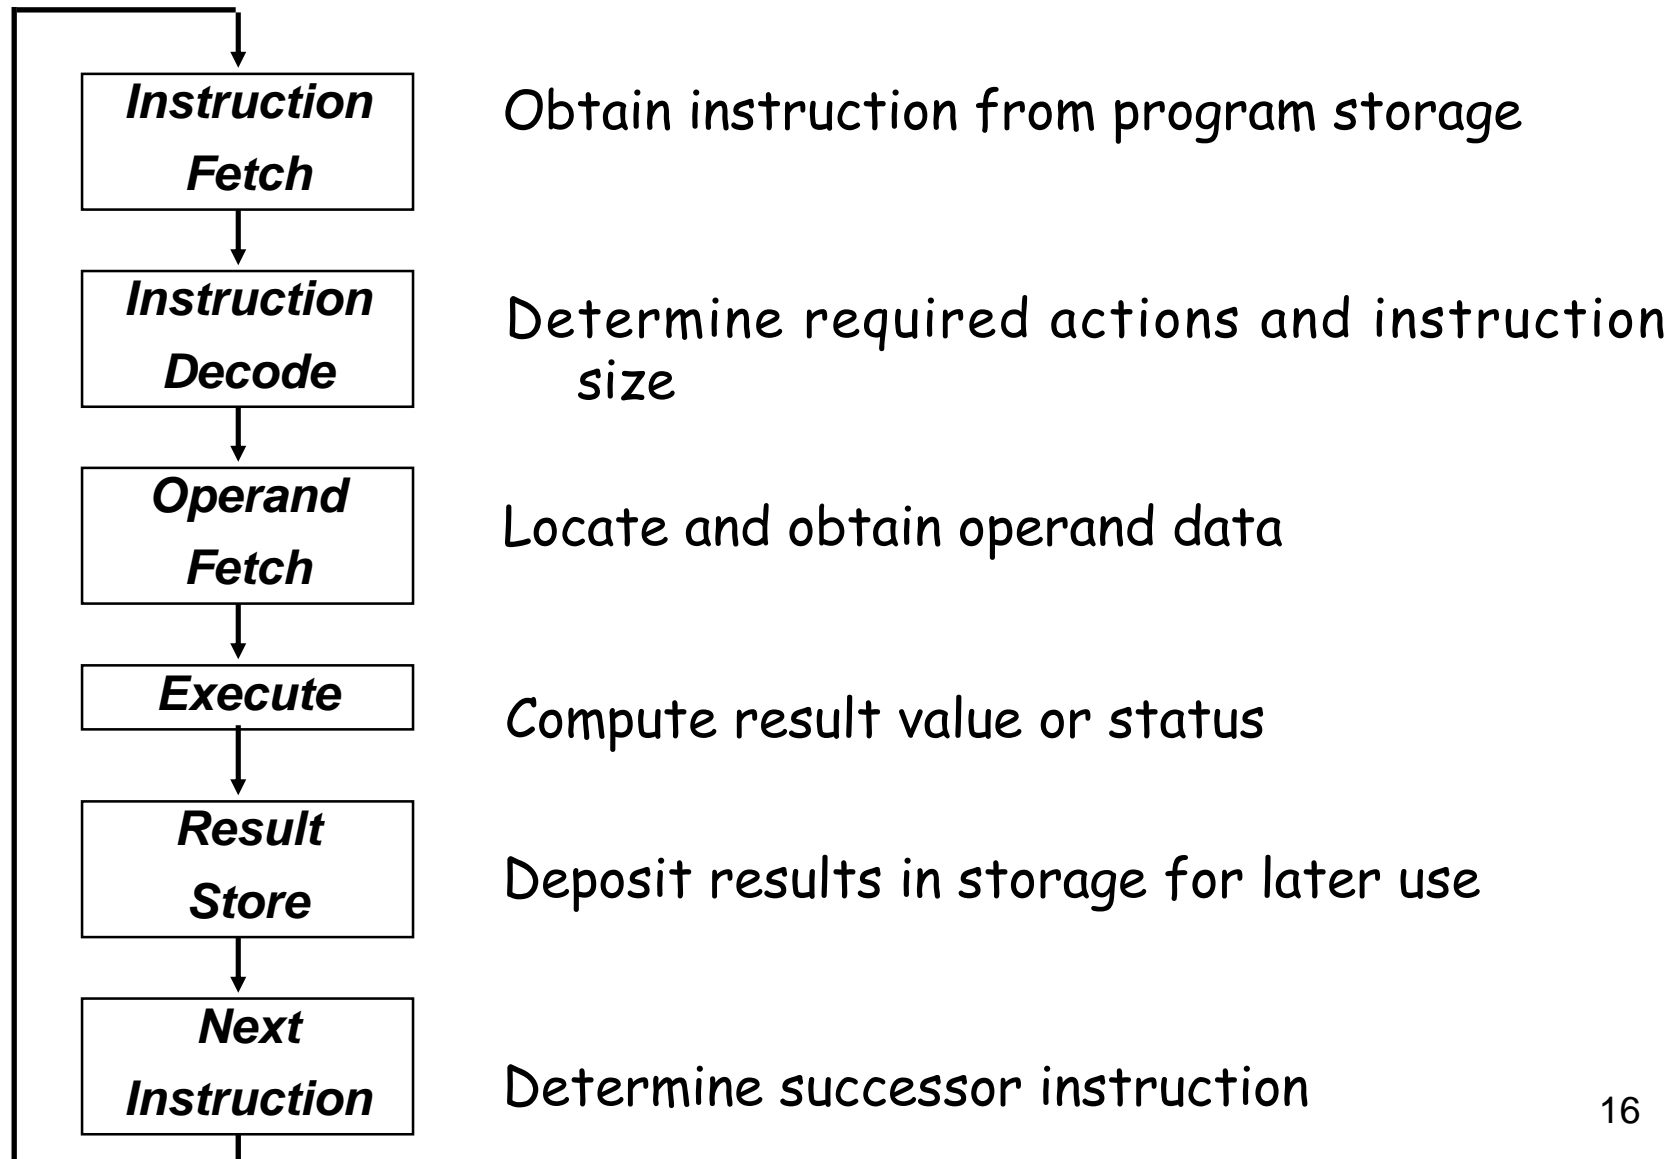 Instruction
Fetch
Obtain instruction from program storage
Instruction
Decode
Determine required actions and instruction
size
Operand
Fetch
Locate and obtain operand data
Execute
Compute result value or status
Result
Store
Deposit results in storage for later use
Next
Instruction
Determine successor instruction
16